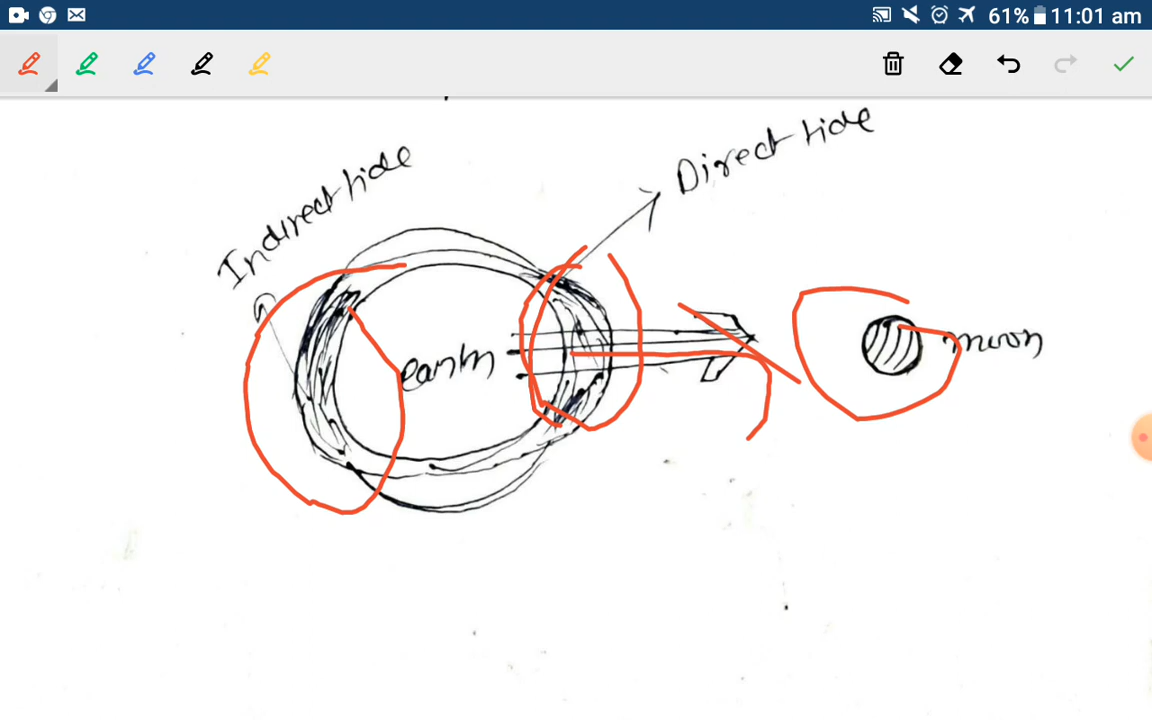 61% 11:01 am
Direct tide
Indirect tide
earth
moon